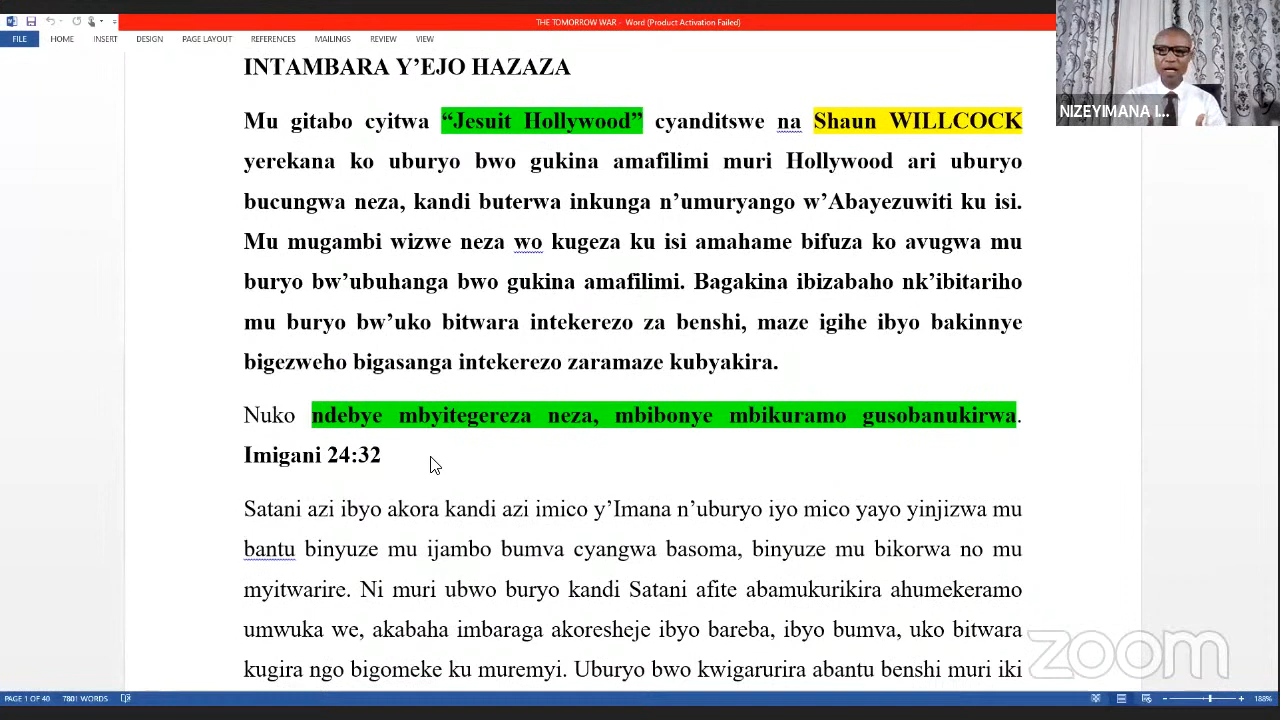 THE TOMORROW WAR - Word (Product Activation Failed)
FILE HOME INSERT DESIGN PAGE LAYOUT REFERENCES MAILINGS REVIEW VIEW
NIZEYIMANA I...
INTAMBARA Y’EJO HAZAZA
Mu gitabo cyitwa “Jesuit Hollywood” cyanditswe na Shaun WILLCOCK
yerekana ko uburyo bwo gukina amafilimi muri Hollywood ari uburyo
bucungwa neza, kandi buterwa inkunga n’umuryango w’Abayezuwiti ku isi.
Mu mugambi wizwe neza wo kugeza ku isi amahame bifuza ko avugwa mu
buryo bw’ubuhanga bwo gukina amafilimi. Bagakina ibizabaho nk’ibitariho
mu buryo bw’uko bitwara intekerezo za benshi, maze igihe ibyo bakinnye
bigezweho bigasanga intekerezo zaramaze kubyakira.
Nuko ndebye mbyitegereza neza, mbibonye mbikuramo gusobanukirwa.
Imigani 24:32
Satani azi ibyo akora kandi azi imico y’Imana n’uburyo iyo mico yayo yinjizwa mu
bantu binyuze mu ijambo bumva cyangwa basoma, binyuze mu bikorwa no mu
myitwarire. Ni muri ubwo buryo kandi Satani afite abamukurikira ahumekeramo
umwuka we, akabaha imbaraga akoresheje ibyo bareba, ibyo bumva, uko bitwara
kugira ngo bigomeke ku muremyi. Uburyo bwo kwigarurira abantu benshi muri iki
zoom
PAGE 1 OF 40 7801 WORDS 188%